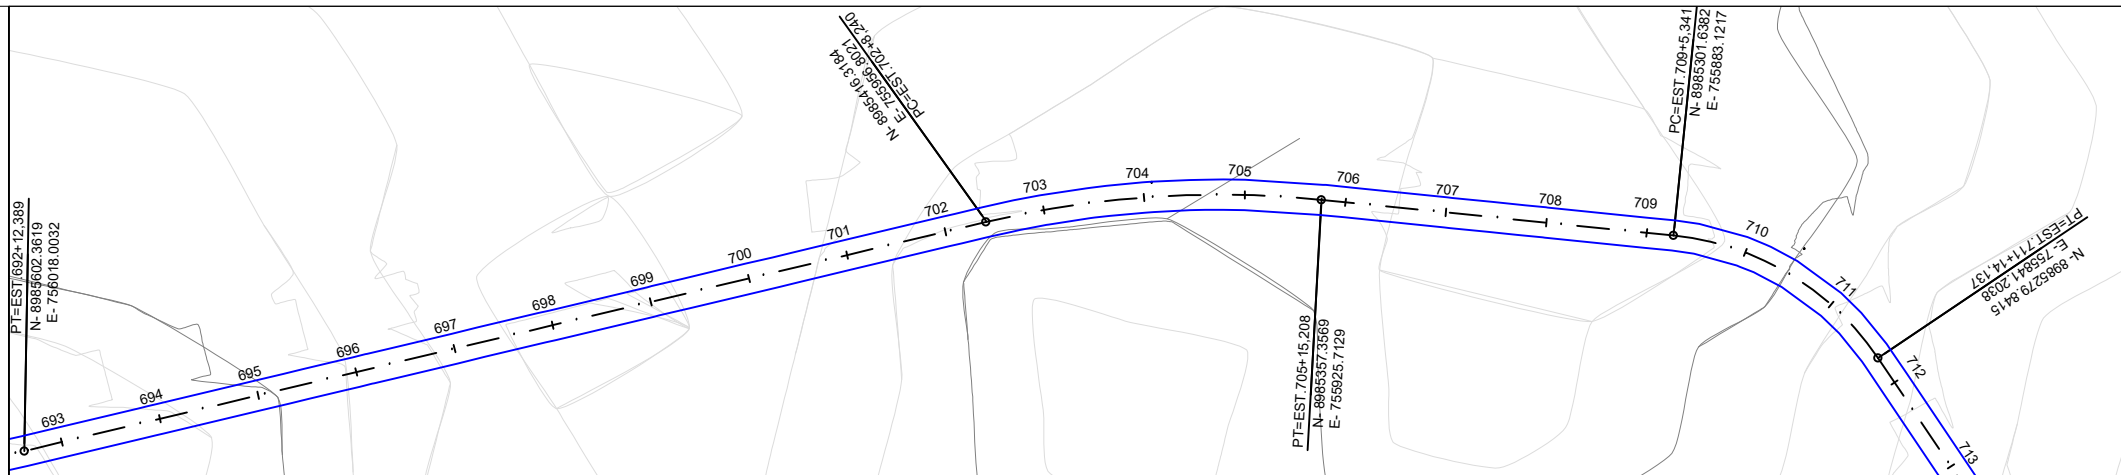 PT=EST.692+12,389
N- 8985602.3619
E- 756018.0032
693
694
695
696
697
698
699
700
701
702
PC=EST.702+8,240
E- 755956.8021
N- 8985416.3184
703
704
705
706
PT=EST.705+15,208
N- 8985357.3569
E- 755925.7129
707
708
709
PC=EST.709+5,341
N- 8985301.6382
E- 755883.1217
710
711
PT=EST.711+14,137
E- 755841.2038
N- 8985279.8415
712
713